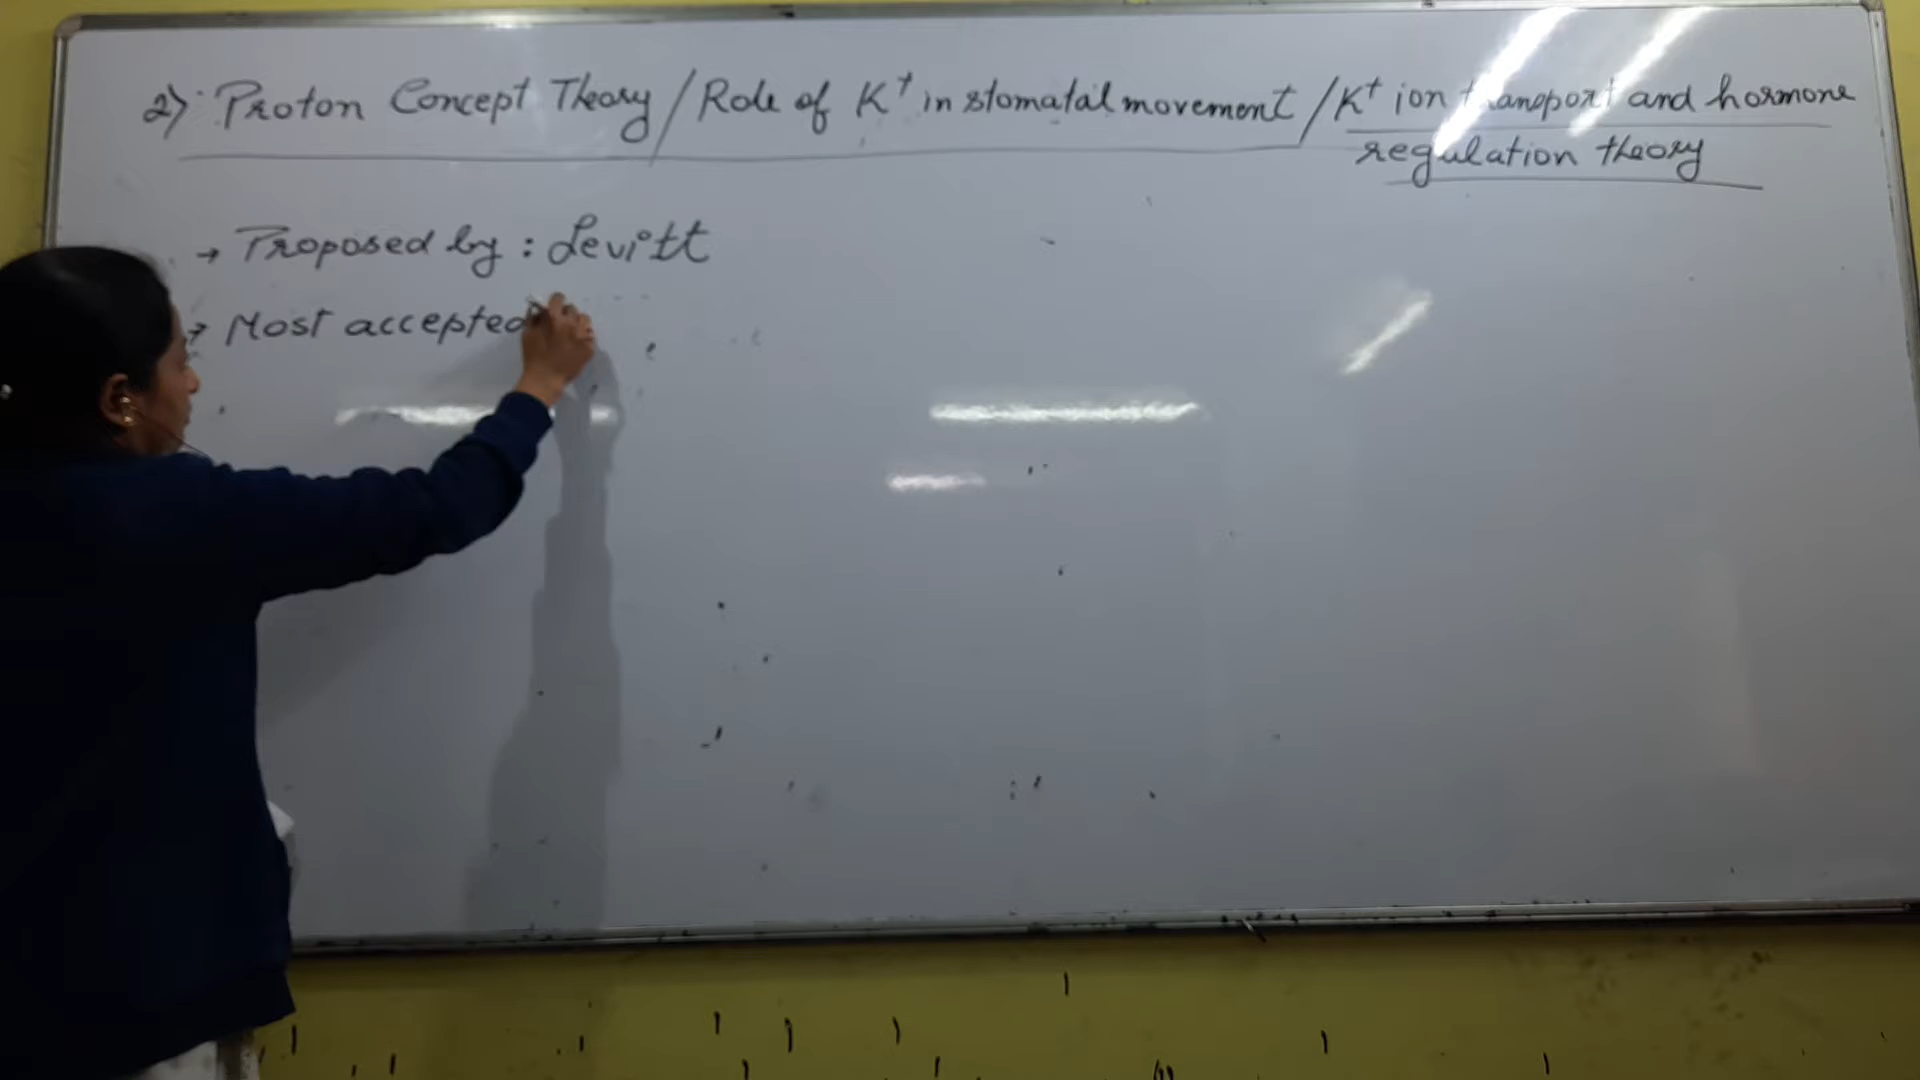 2) Proton Concept Theory / Role of K⁺ in stomatal movement / K⁺ ion transport and hormone
regulation theory
→ Proposed by : Levitt
→ Most accepted